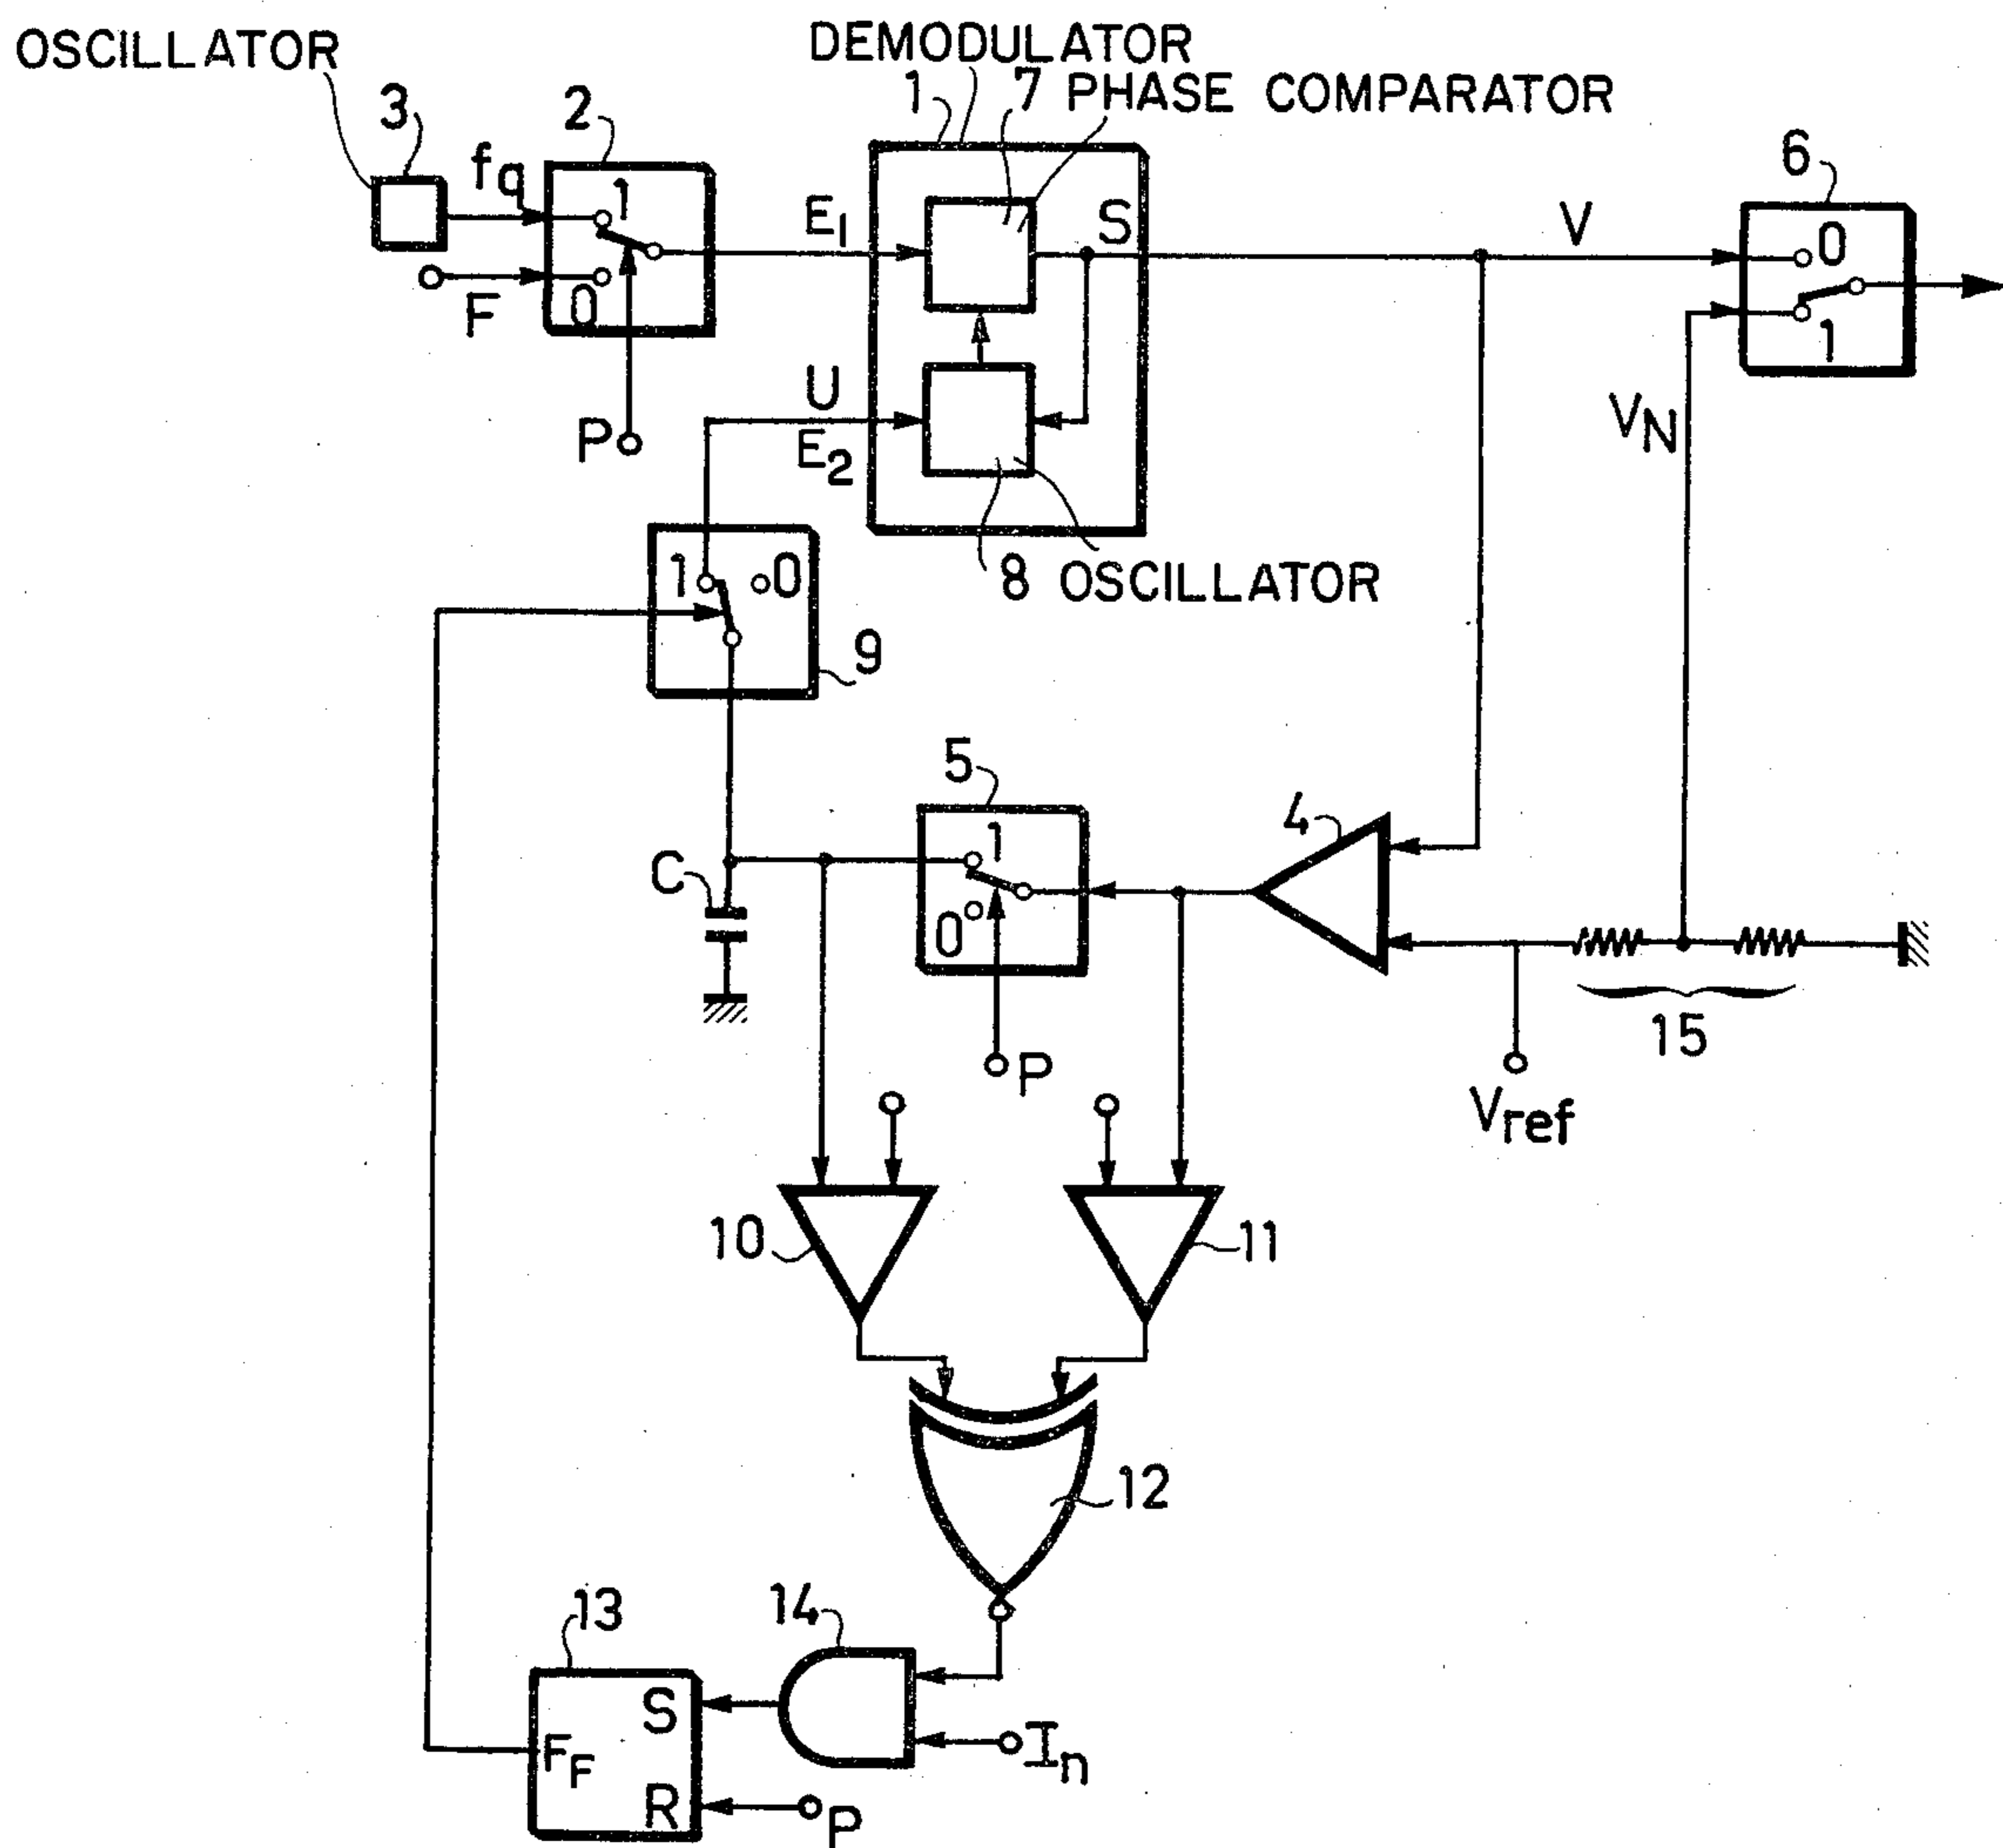 OSCILLATOR
DEMODULATOR
3
2
1
7 PHASE COMPARATOR
6
fq
1
E1
S
V
0
F
0
1
U
E2
VN
P
8 OSCILLATOR
1
0
9
5
4
1
C
0
15
P
Vref
10
11
12
13
14
S
FF
In
R
P